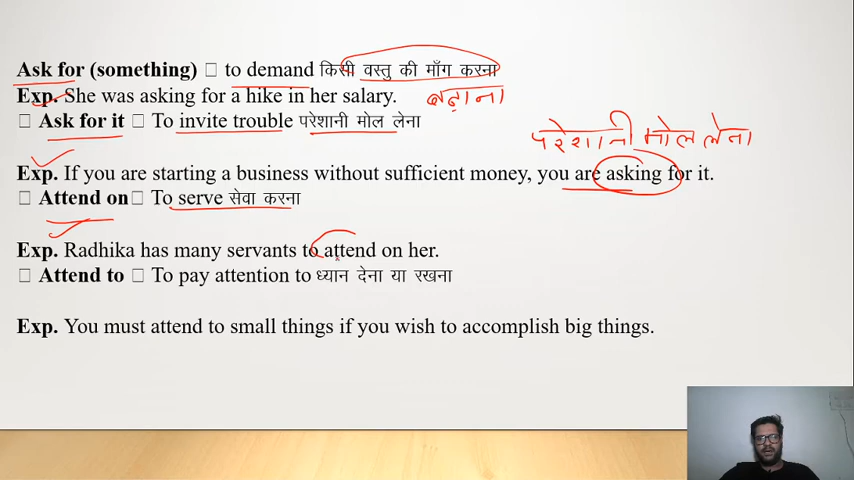 Ask for (something) □ to demand किसी वस्तु की माँग करना
Exp. She was asking for a hike in her salary. बढ़ाना
□ Ask for it □ To invite trouble परेशानी मोल लेना
परेशानी मोल लेना
Exp. If you are starting a business without sufficient money, you are asking for it.
□ Attend on□ To serve सेवा करना
Exp. Radhika has many servants to attend on her.
□ Attend to □ To pay attention to ध्यान देना या रखना
Exp. You must attend to small things if you wish to accomplish big things.